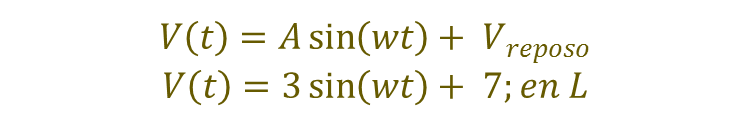 V(t) = A sin(wt) + V_reposo
V(t) = 3 sin(wt) + 7; en L